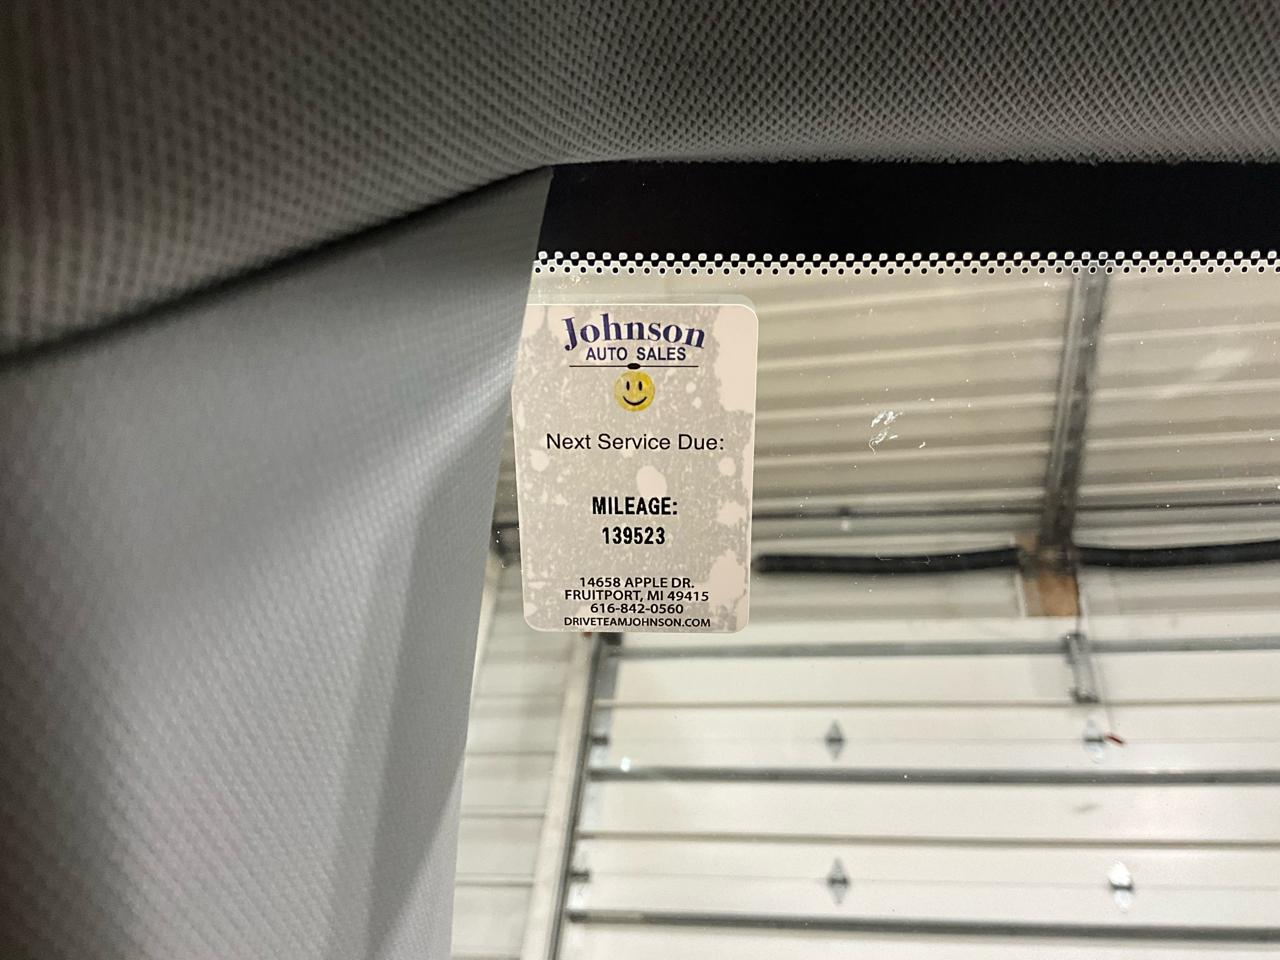 Johnson
AUTO SALES
Next Service Due:
MILEAGE:
139523
14658 APPLE DR.
FRUITPORT, MI 49415
616-842-0560
DRIVETEAMJOHNSON.COM